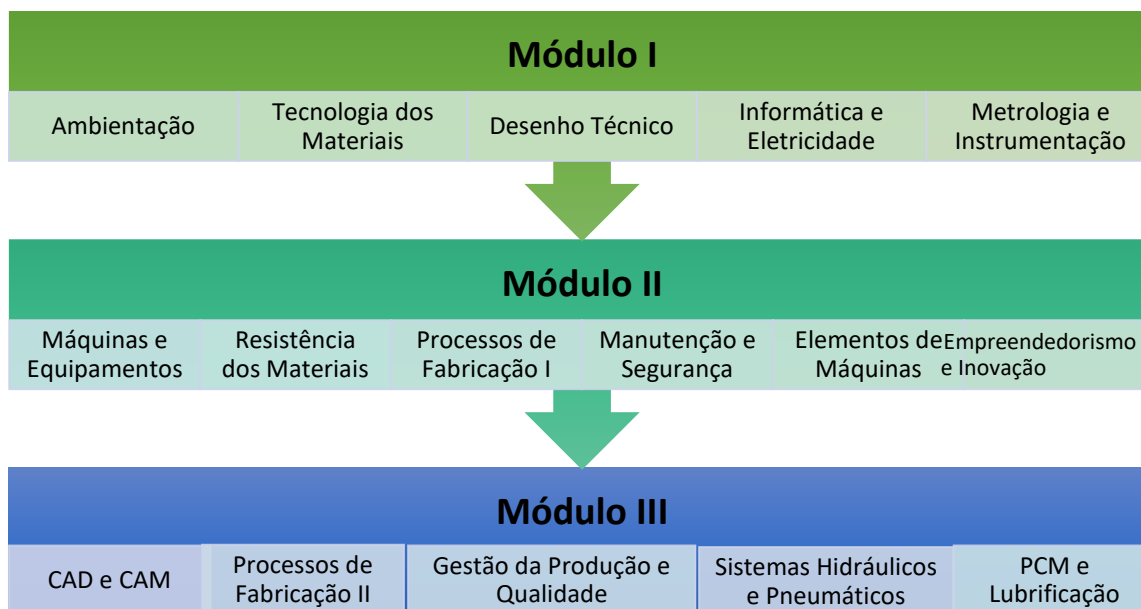 Módulo I
Ambientação
Tecnologia dos
Materiais
Desenho Técnico
Informática e
Eletricidade
Metrologia e
Instrumentação
Módulo II
Máquinas e
Equipamentos
Resistência
dos Materiais
Processos de
Fabricação I
Manutenção e
Segurança
Elementos de
Máquinas
Empreendedorismo
e Inovação
Módulo III
CAD e CAM
Processos de
Fabricação II
Gestão da Produção e
Qualidade
Sistemas Hidráulicos
e Pneumáticos
PCM e
Lubrificação